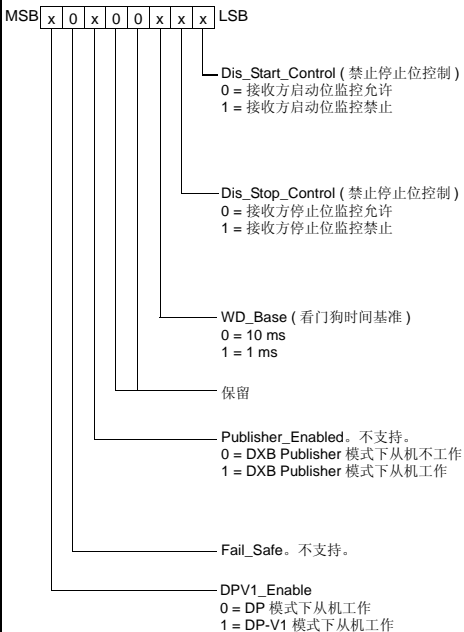 MSB x 0 x 0 0 x x x LSB
Dis_Start_Control ( 禁止停止位控制 )
0 = 接收方启动位监控允许
1 = 接收方启动位监控禁止
Dis_Stop_Control ( 禁止停止位控制 )
0 = 接收方停止位监控允许
1 = 接收方停止位监控禁止
WD_Base ( 看门狗时间基准 )
0 = 10 ms
1 = 1 ms
保留
Publisher_Enabled。不支持。
0 = DXB Publisher 模式下从机不工作
1 = DXB Publisher 模式下从机工作
Fail_Safe。不支持。
DPV1_Enable
0 = DP 模式下从机工作
1 = DP-V1 模式下从机工作